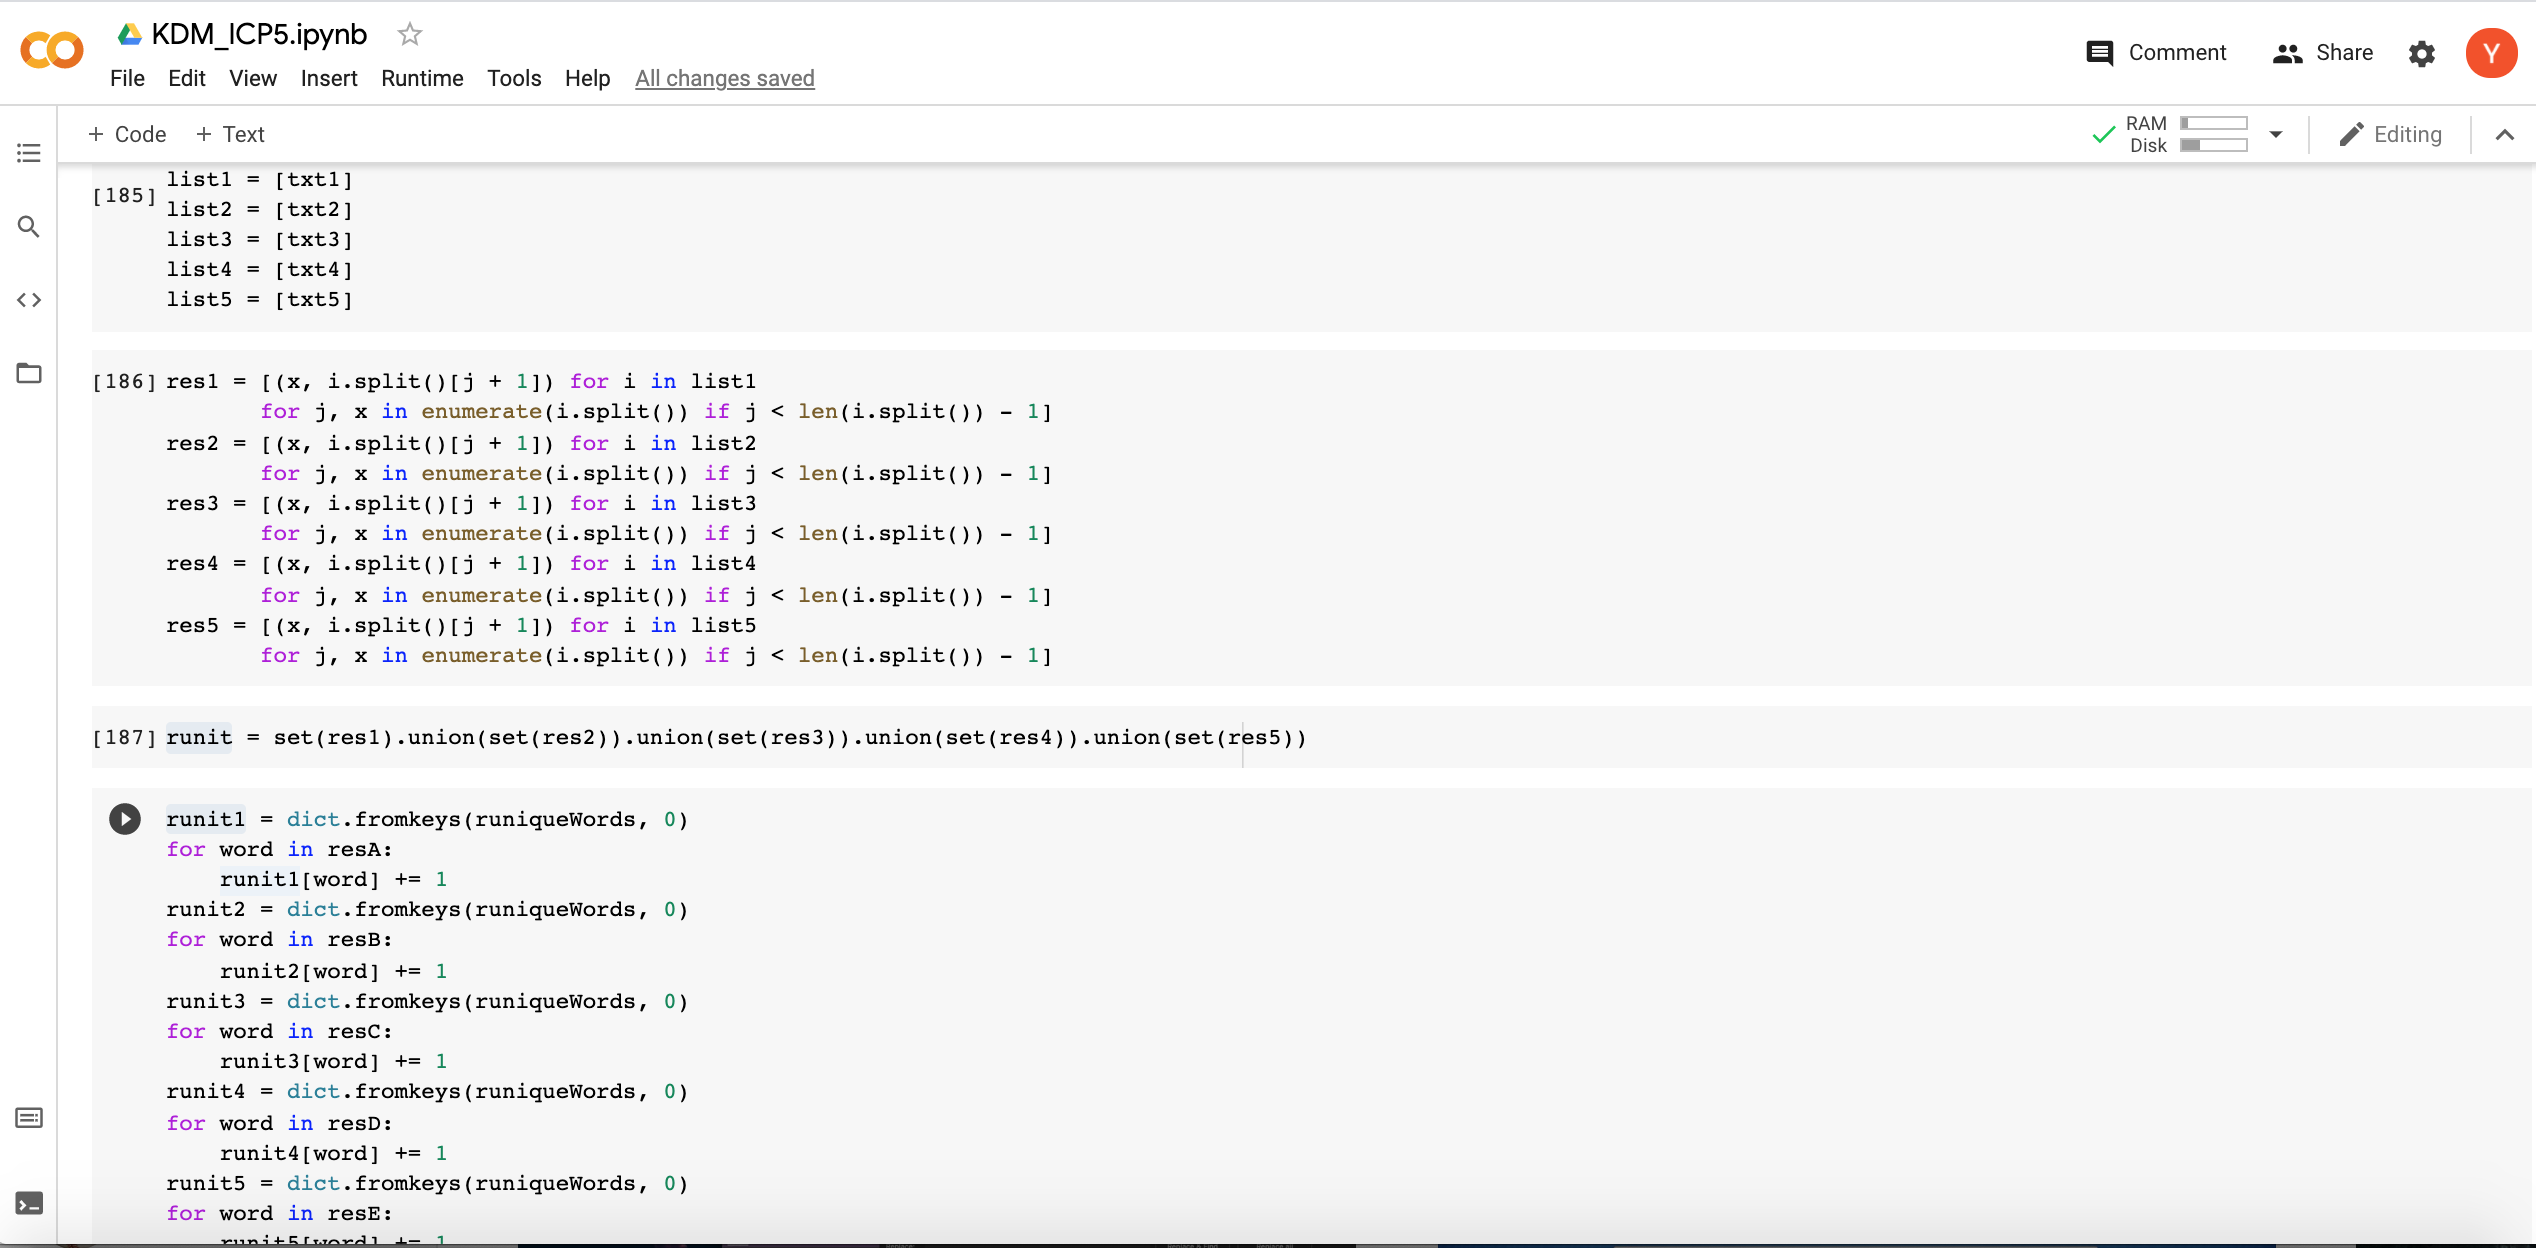 KDM_ICP5.ipynb
File Edit View Insert Runtime Tools Help All changes saved
Comment Share Y
+ Code + Text
RAM
Disk
Editing
[185]
list1 = [txt1]
list2 = [txt2]
list3 = [txt3]
list4 = [txt4]
list5 = [txt5]
[186] res1 = [(x, i.split()[j + 1]) for i in list1
for j, x in enumerate(i.split()) if j < len(i.split()) - 1]
res2 = [(x, i.split()[j + 1]) for i in list2
for j, x in enumerate(i.split()) if j < len(i.split()) - 1]
res3 = [(x, i.split()[j + 1]) for i in list3
for j, x in enumerate(i.split()) if j < len(i.split()) - 1]
res4 = [(x, i.split()[j + 1]) for i in list4
for j, x in enumerate(i.split()) if j < len(i.split()) - 1]
res5 = [(x, i.split()[j + 1]) for i in list5
for j, x in enumerate(i.split()) if j < len(i.split()) - 1]
[187] runit = set(res1).union(set(res2)).union(set(res3)).union(set(res4)).union(set(res5))
runit1 = dict.fromkeys(runiqueWords, 0)
for word in resA:
runit1[word] += 1
runit2 = dict.fromkeys(runiqueWords, 0)
for word in resB:
runit2[word] += 1
runit3 = dict.fromkeys(runiqueWords, 0)
for word in resC:
runit3[word] += 1
runit4 = dict.fromkeys(runiqueWords, 0)
for word in resD:
runit4[word] += 1
runit5 = dict.fromkeys(runiqueWords, 0)
for word in resE:
runit5[word] += 1